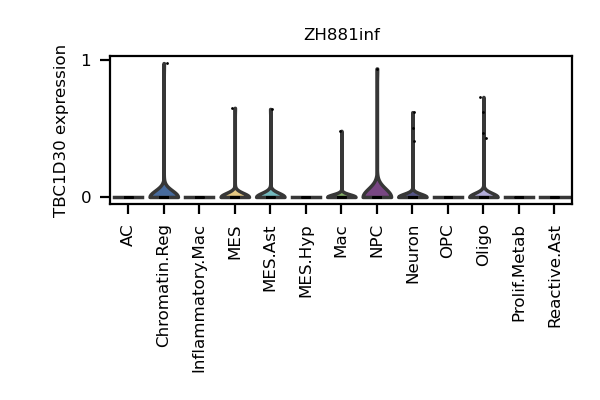 ZH881inf
TBC1D30 expression
1
0
AC
Chromatin.Reg
Inflammatory.Mac
MES
MES.Ast
MES.Hyp
Mac
NPC
Neuron
OPC
Oligo
Prolif.Metab
Reactive.Ast